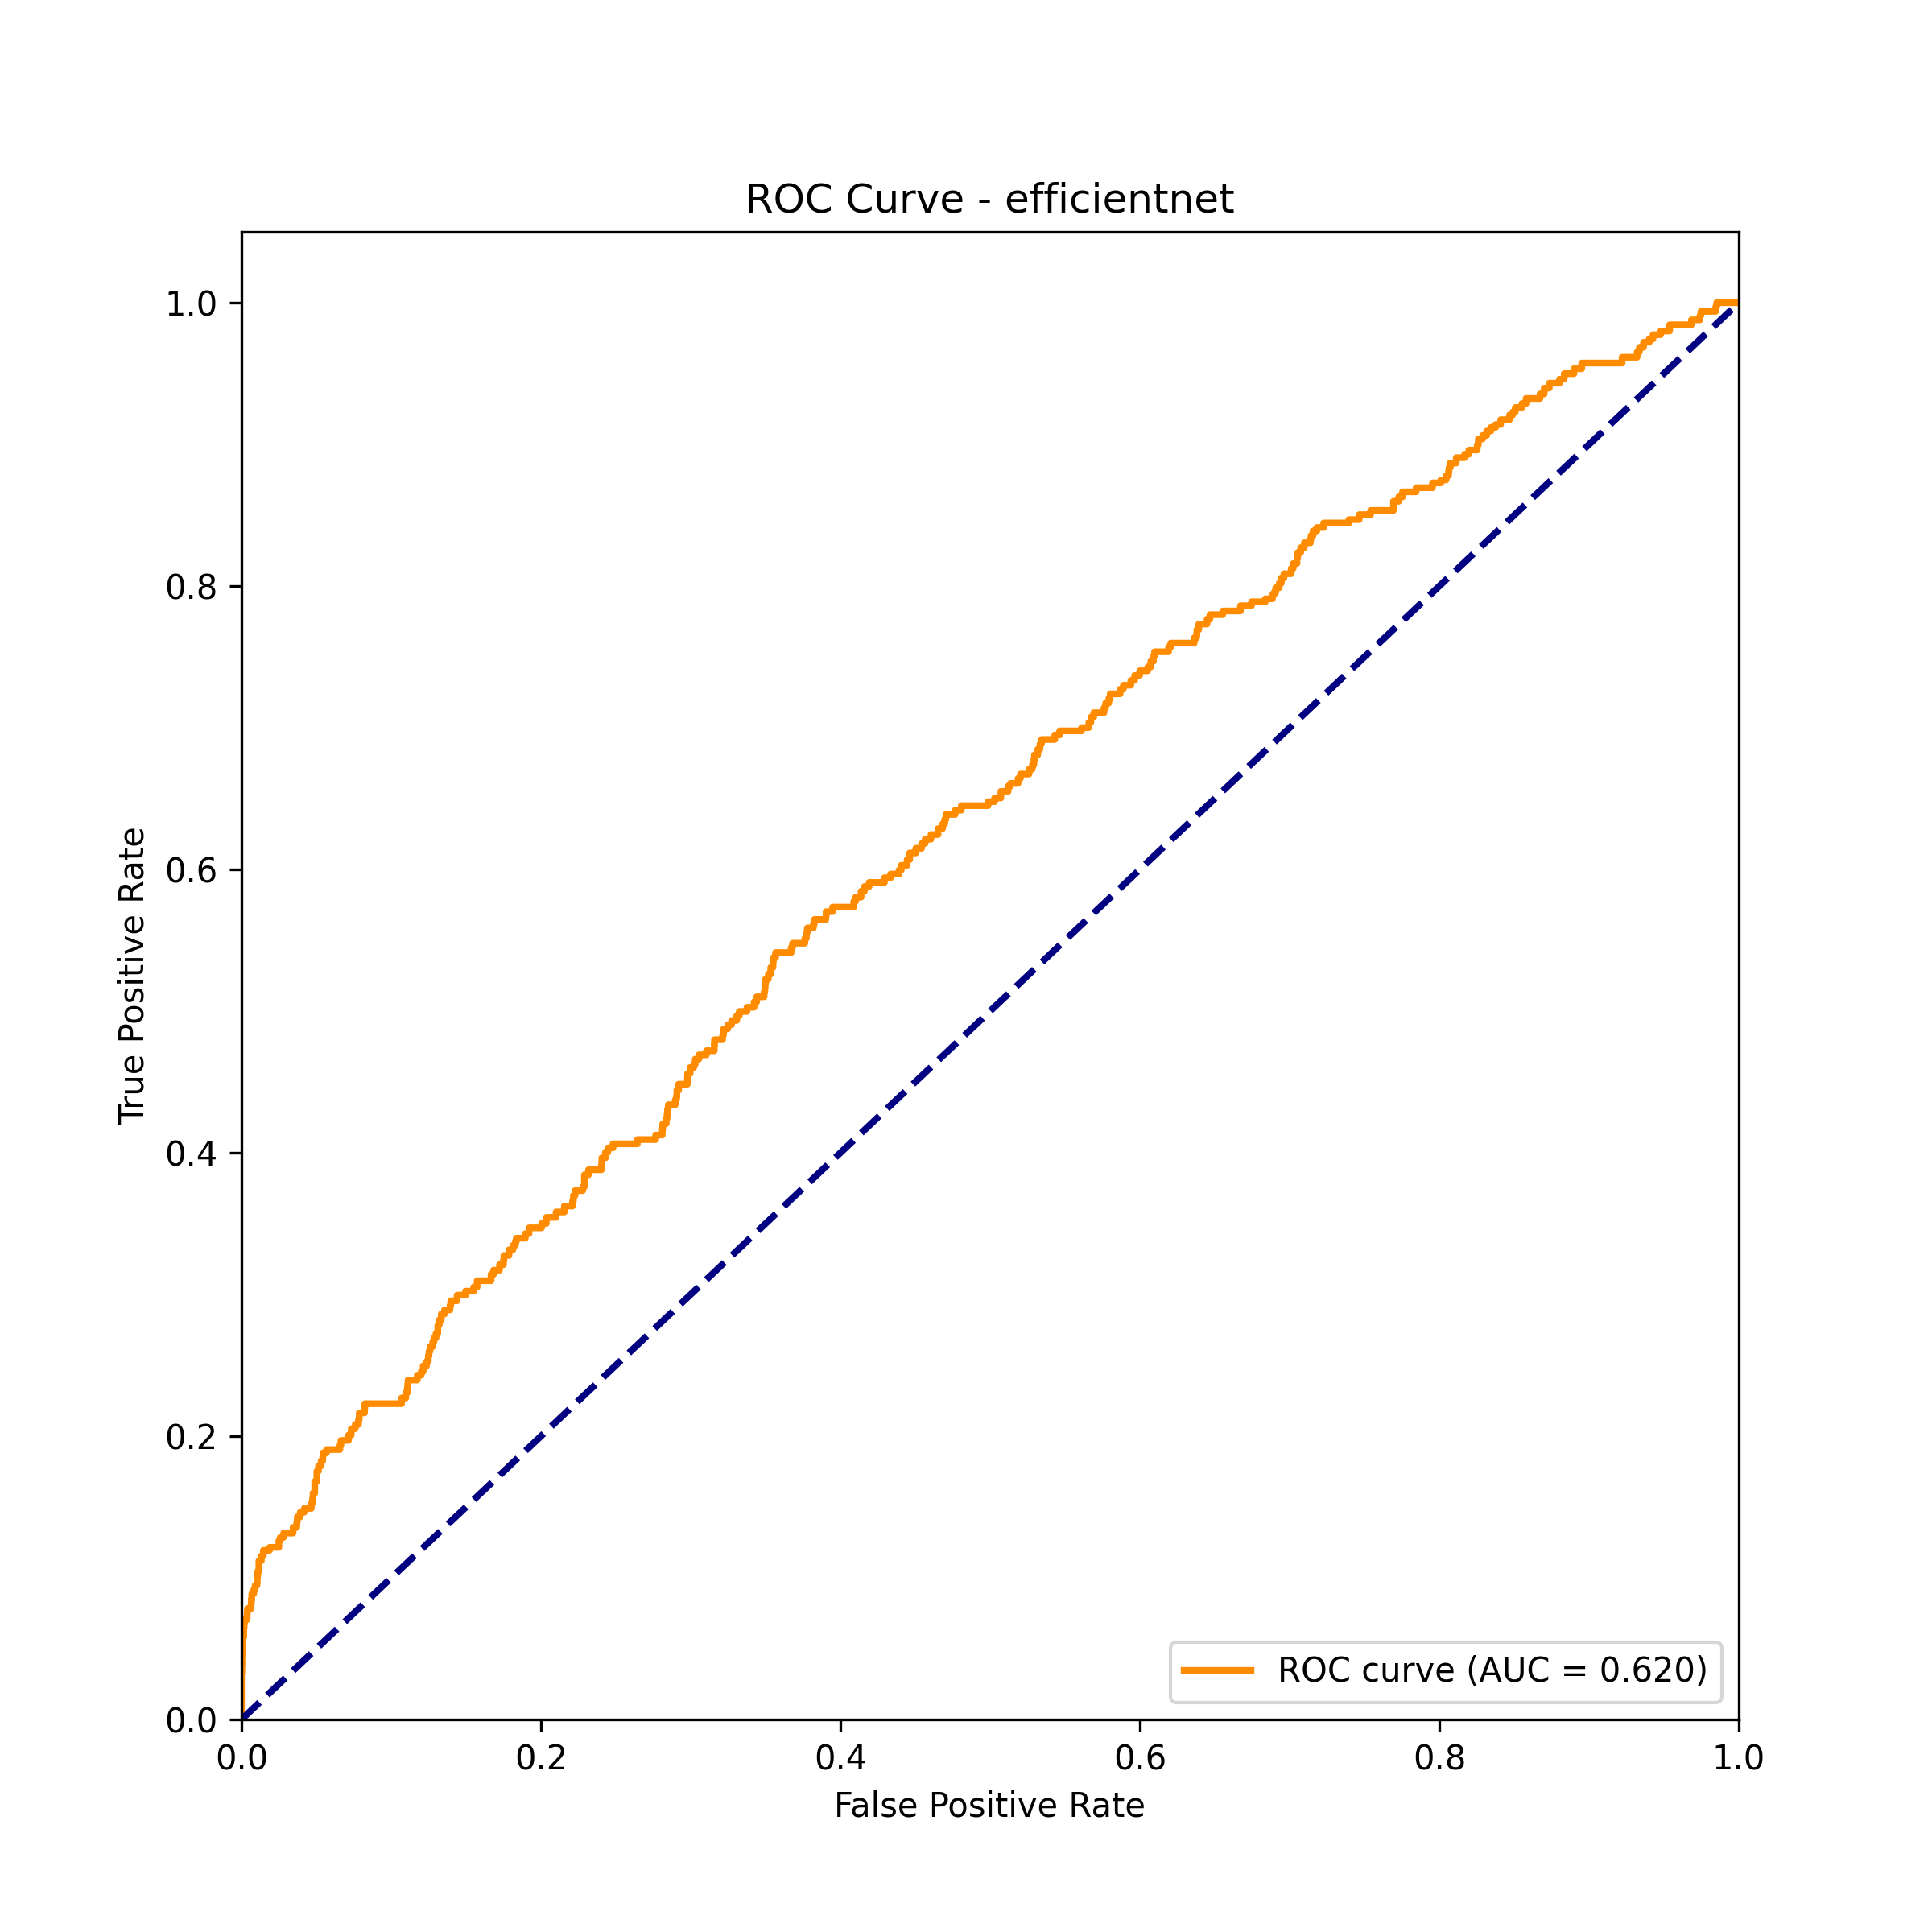 ROC Curve - efficientnet
True Positive Rate
1.0
0.8
0.6
0.4
0.2
0.0
0.0 0.2 0.4 0.6 0.8 1.0
False Positive Rate
ROC curve (AUC = 0.620)